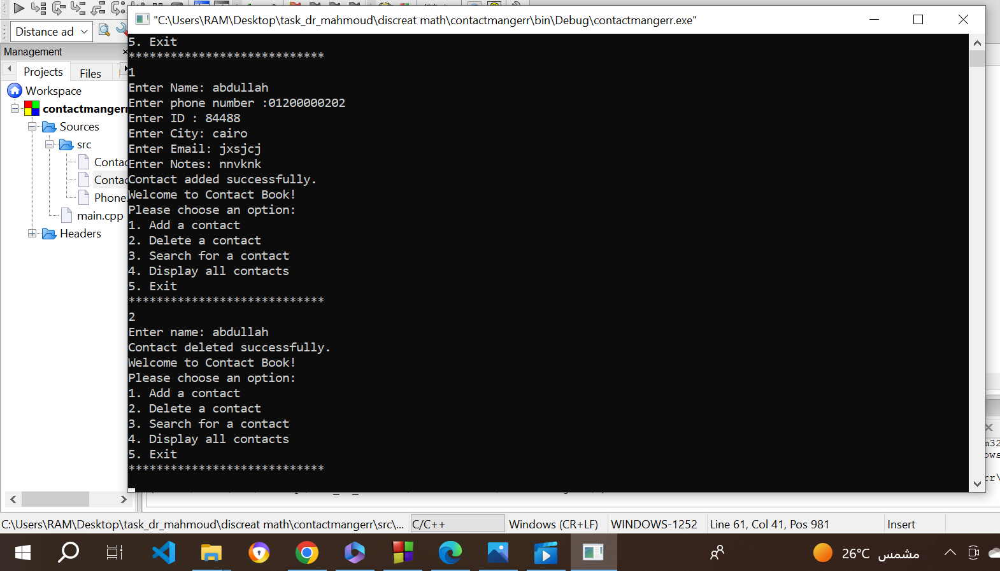 "C:\Users\RAM\Desktop\task_dr_mahmoud\discreat math\contactmangerr\bin\Debug\contactmangerr.exe"
Distance ad
Management
Projects
Files
Workspace
contactmangerr
Sources
src
Contac
Contac
Phone.
main.cpp
Headers
5. Exit
****************************
1
Enter Name: abdullah
Enter phone number :01200000202
Enter ID : 84488
Enter City: cairo
Enter Email: jxsjcj
Enter Notes: nnvknk
Contact added successfully.
Welcome to Contact Book!
Please choose an option:
1. Add a contact
2. Delete a contact
3. Search for a contact
4. Display all contacts
5. Exit
****************************
2
Enter name: abdullah
Contact deleted successfully.
Welcome to Contact Book!
Please choose an option:
1. Add a contact
2. Delete a contact
3. Search for a contact
4. Display all contacts
5. Exit
****************************
C:\Users\RAM\Desktop\task_dr_mahmoud\discreat math\contactmangerr\src\...
C/C++
Windows (CR+LF)
WINDOWS-1252
Line 61, Col 41, Pos 981
Insert
26°C مشمس